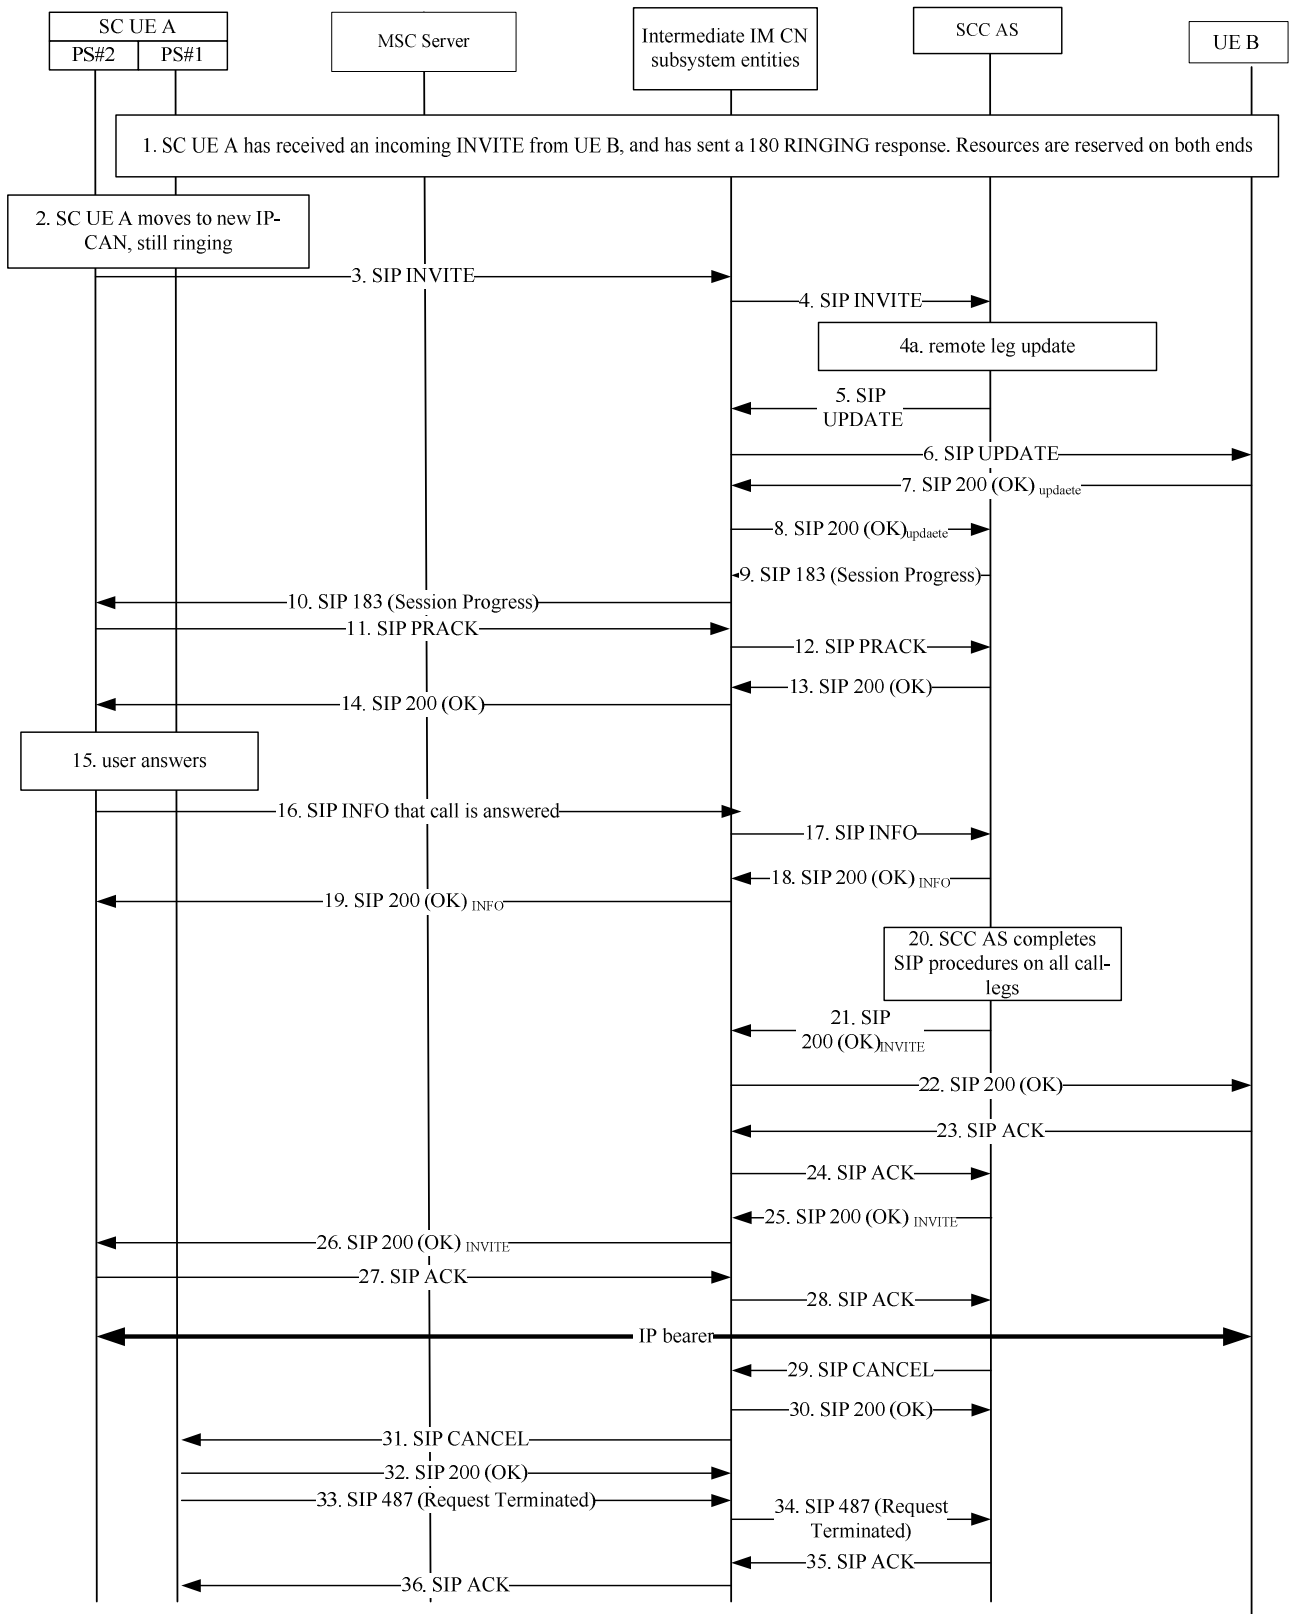 SC UE A
PS#2
PS#1
MSC Server
Intermediate IM CN
subsystem entities
SCC AS
UE B
1. SC UE A has received an incoming INVITE from UE B, and has sent a 180 RINGING response. Resources are reserved on both ends
2. SC UE A moves to new IP-
CAN, still ringing
3. SIP INVITE
4. SIP INVITE
4a. remote leg update
5. SIP
UPDATE
6. SIP UPDATE
7. SIP 200 (OK) updaete
8. SIP 200 (OK)updaete
9. SIP 183 (Session Progress)
10. SIP 183 (Session Progress)
11. SIP PRACK
12. SIP PRACK
13. SIP 200 (OK)
14. SIP 200 (OK)
15. user answers
16. SIP INFO that call is answered
17. SIP INFO
18. SIP 200 (OK) INFO
19. SIP 200 (OK) INFO
20. SCC AS completes
SIP procedures on all call-
legs
21. SIP
200 (OK)INVITE
22. SIP 200 (OK)
23. SIP ACK
24. SIP ACK
25. SIP 200 (OK) INVITE
26. SIP 200 (OK) INVITE
27. SIP ACK
28. SIP ACK
IP bearer
29. SIP CANCEL
30. SIP 200 (OK)
31. SIP CANCEL
32. SIP 200 (OK)
33. SIP 487 (Request Terminated)
34. SIP 487 (Request
Terminated)
35. SIP ACK
36. SIP ACK